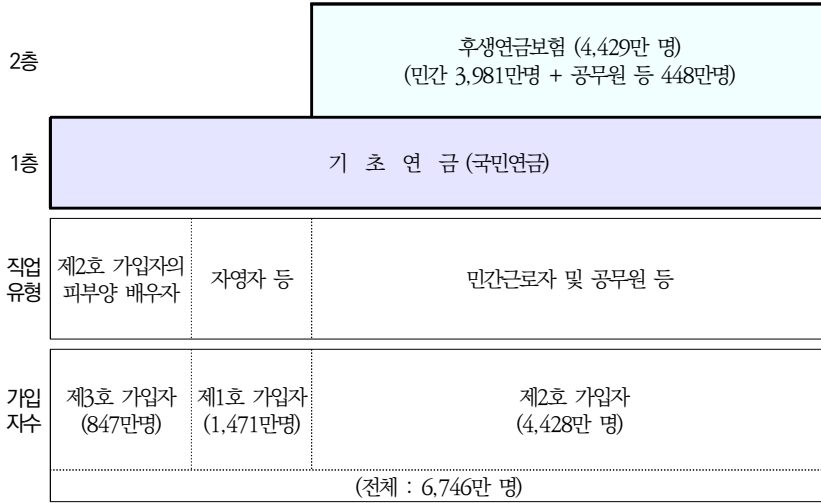 2층
후생연금보험 (4,429만 명)
(민간 3,981만명 + 공무원 등 448만명)
1층
기 초 연 금 (국민연금)
직업
유형
제2호 가입자의
피부양 배우자
자영자 등
민간근로자 및 공무원 등
가입
자수
제3호 가입자
(847만명)
제1호 가입자
(1,471만명)
제2호 가입자
(4,428만 명)
(전체 : 6,746만 명)